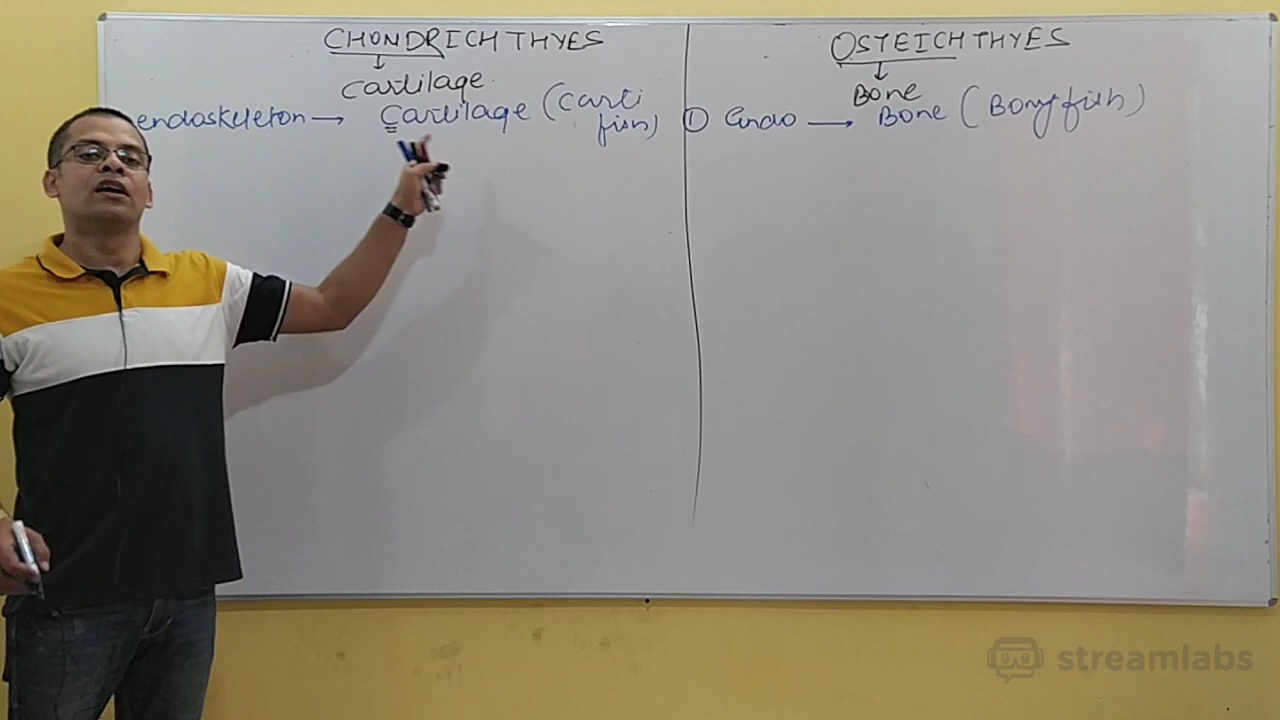 CHONDRICHTHYES
Cartilage
endoskeleton → Cartilage (Carti
fish)
OSTEICHTHYES
Bone
① Endo → Bone (Bony fish)
streamlabs